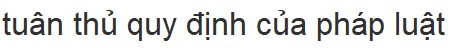 tuân thủ quy định của pháp luật